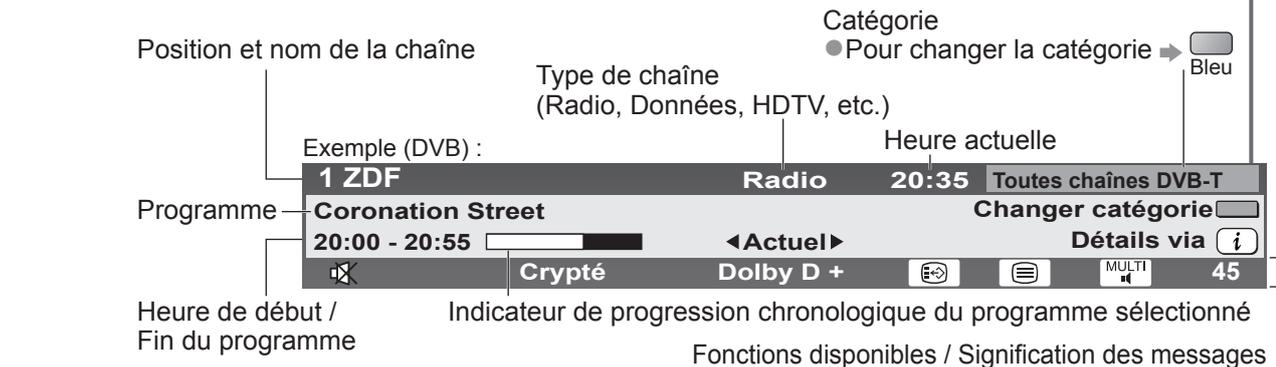 Catégorie
Position et nom de la chaîne
●Pour changer la catégorie
Bleu
Type de chaîne
(Radio, Données, HDTV, etc.)
Heure actuelle
Exemple (DVB) :
1 ZDF Radio 20:35 Toutes chaînes DVB-T
Programme
Coronation Street Changer catégorie
20:00 - 20:55 ◀Actuel▶ Détails via i
Crypté Dolby D + MULTI 45
Heure de début /
Fin du programme
Indicateur de progression chronologique du programme sélectionné
Fonctions disponibles / Signification des messages